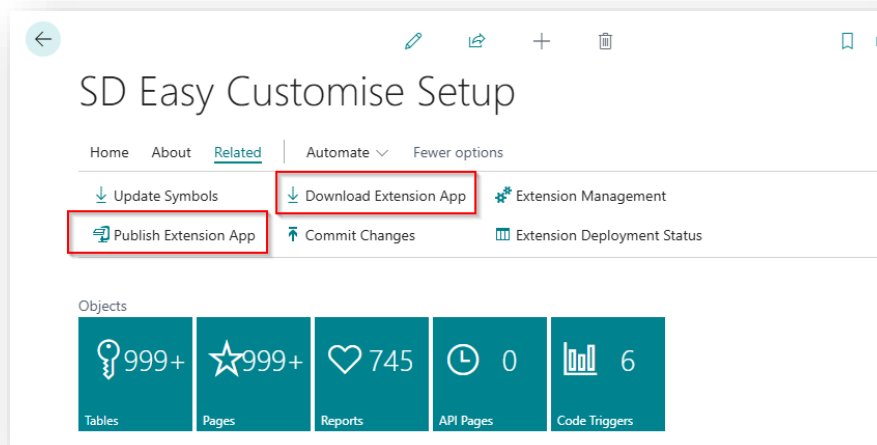 SD Easy Customise Setup
Home About Related Automate Fewer options
Update Symbols Download Extension App Extension Management
Publish Extension App Commit Changes Extension Deployment Status
Objects
999+ 999+ 745 0 6
Tables Pages Reports API Pages Code Triggers